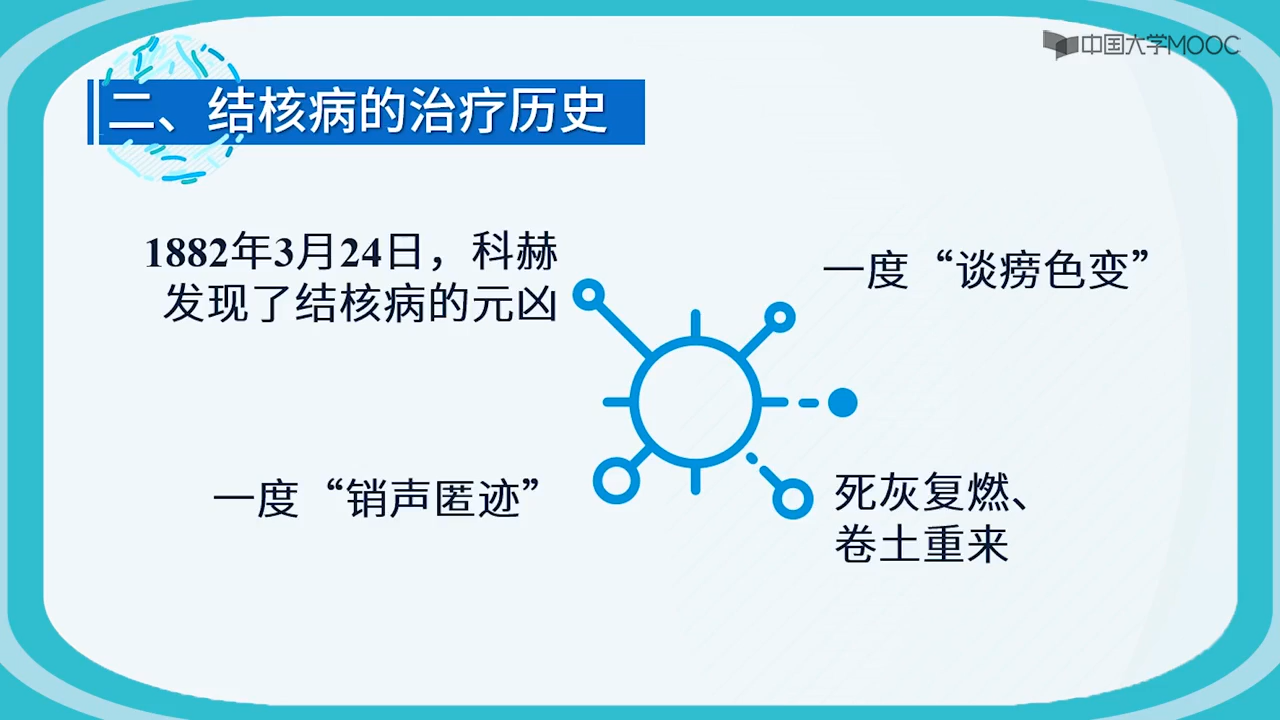 中国大学MOOC
二、结核病的治疗历史
1882年3月24日，科赫
发现了结核病的元凶
一度“谈痨色变”
一度“销声匿迹”
死灰复燃、
卷土重来